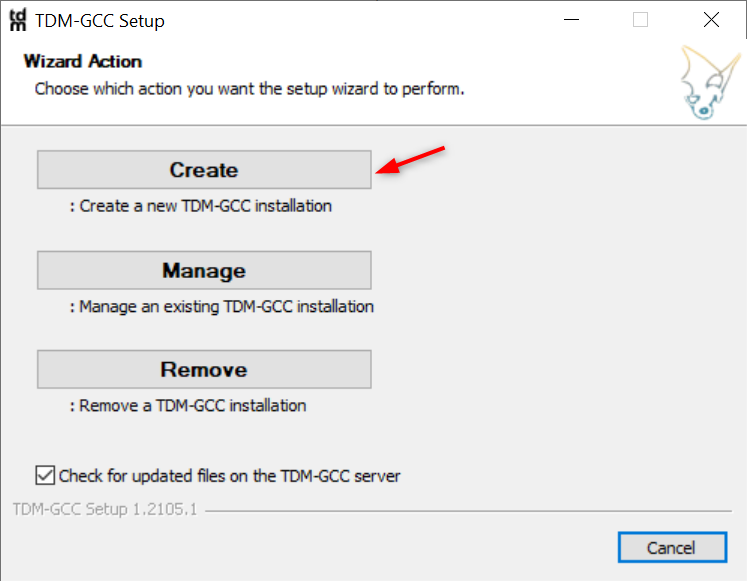 tdm TDM-GCC Setup
Wizard Action
Choose which action you want the setup wizard to perform.
Create
: Create a new TDM-GCC installation
Manage
: Manage an existing TDM-GCC installation
Remove
: Remove a TDM-GCC installation
Check for updated files on the TDM-GCC server
TDM-GCC Setup 1.2105.1
Cancel